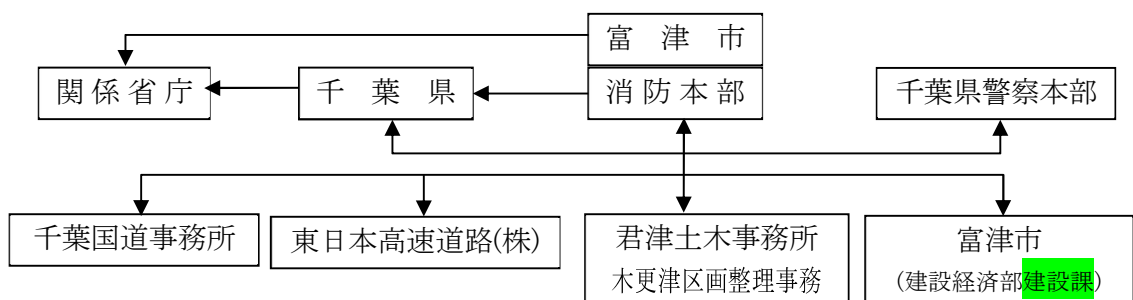 富津市
関係省庁
千葉県
消防本部
千葉県警察本部
千葉国道事務所
東日本高速道路(株)
君津土木事務所
木更津区画整理事務
富津市
(建設経済部建設課)